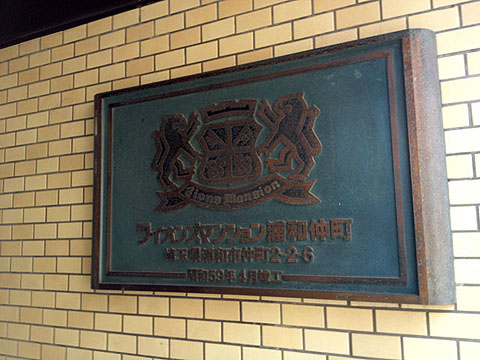 Lions Mansion
ライオンズマンション浦和仲町
埼玉県浦和市仲町2-2-6
昭和59年4月竣工